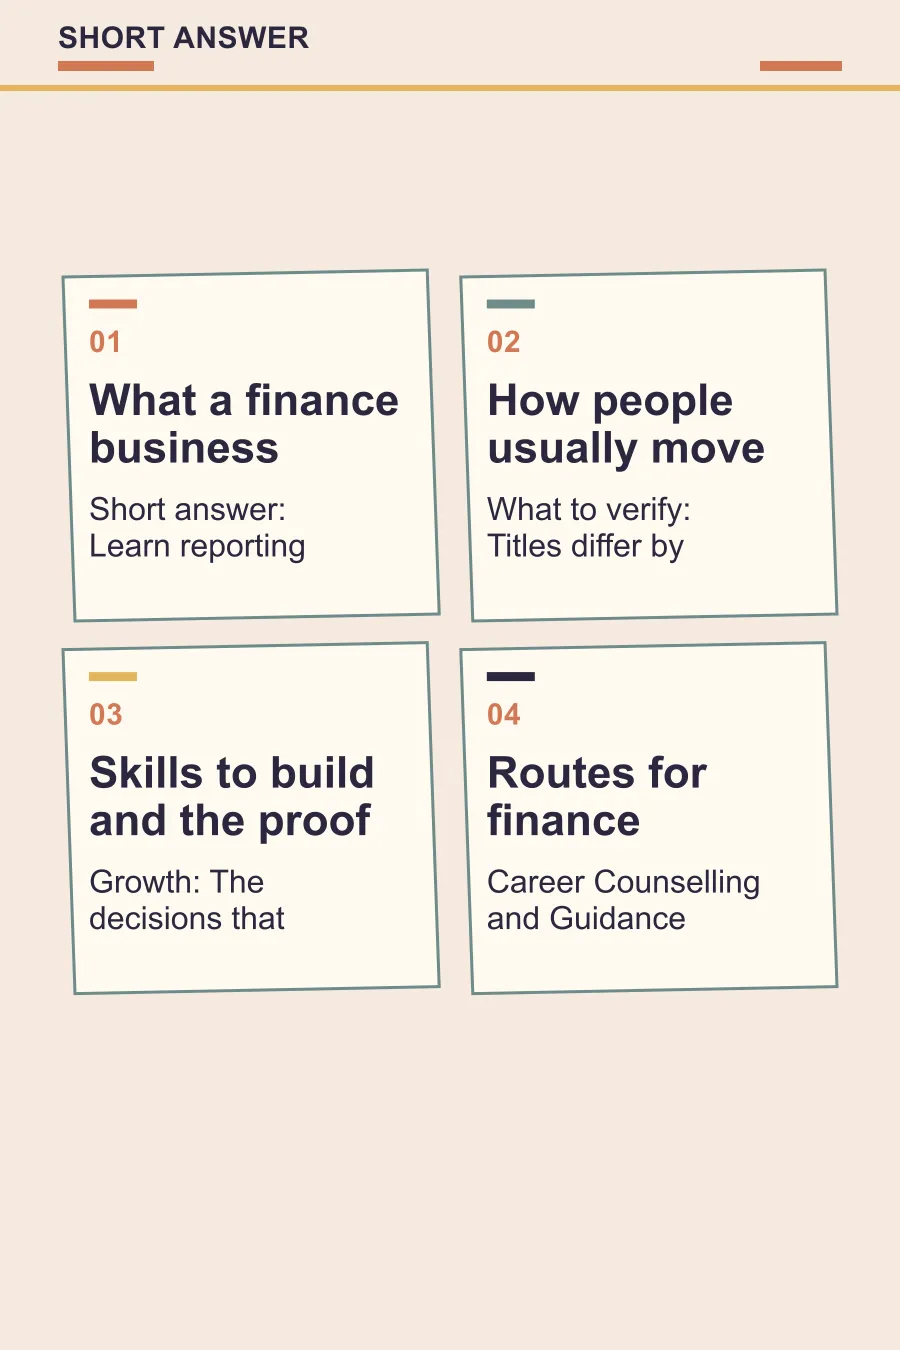 SHORT ANSWER
01
What a finance
business
Short answer:
Learn reporting
02
How people
usually move
What to verify:
Titles differ by
03
Skills to build
and the proof
Growth: The
decisions that
04
Routes for
finance
Career Counselling
and Guidance